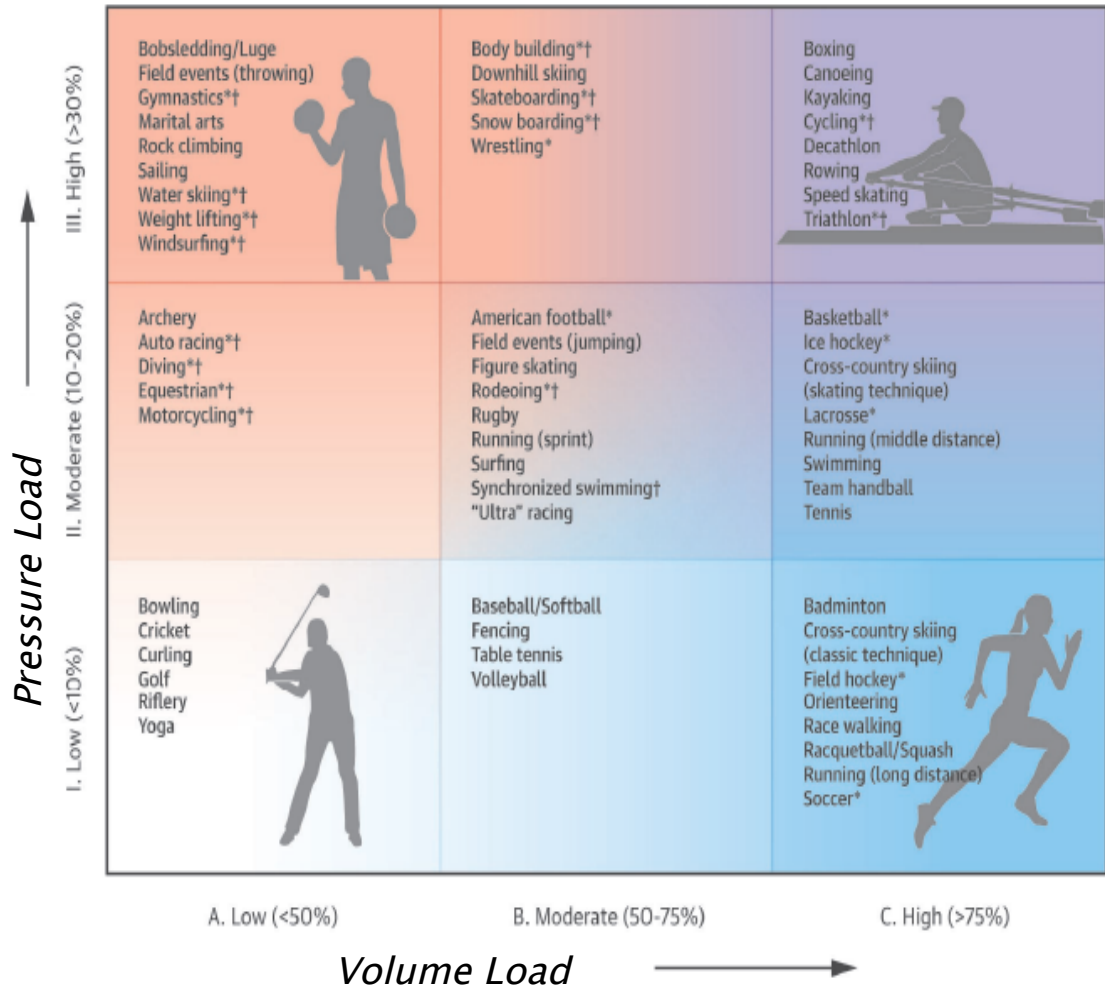 Bobsledding/Luge
Field events (throwing)
Gymnastics*†
Marital arts
Rock climbing
Sailing
Water skiing*†
Weight lifting*†
Windsurfing*†
Body building*†
Downhill skiing
Skateboarding*†
Snow boarding*†
Wrestling*
Boxing
Canoeing
Kayaking
Cycling*†
Decathlon
Rowing
Speed skating
Triathlon*†
III. High (>30%)
Archery
Auto racing*†
Diving*†
Equestrian*†
Motorcycling*†
American football*
Field events (jumping)
Figure skating
Rodeoing*†
Rugby
Running (sprint)
Surfing
Synchronized swimming†
"Ultra" racing
Basketball*
Ice hockey*
Cross-country skiing
(skating technique)
Lacrosse*
Running (middle distance)
Swimming
Team handball
Tennis
II. Moderate (10-20%)
Pressure Load
Bowling
Cricket
Curling
Golf
Riflery
Yoga
Baseball/Softball
Fencing
Table tennis
Volleyball
Badminton
Cross-country skiing
(classic technique)
Field hockey*
Orienteering
Race walking
Racquetball/Squash
Running (long distance)
Soccer*
I. Low (<10%)
A. Low (<50%)
B. Moderate (50-75%)
C. High (>75%)
Volume Load